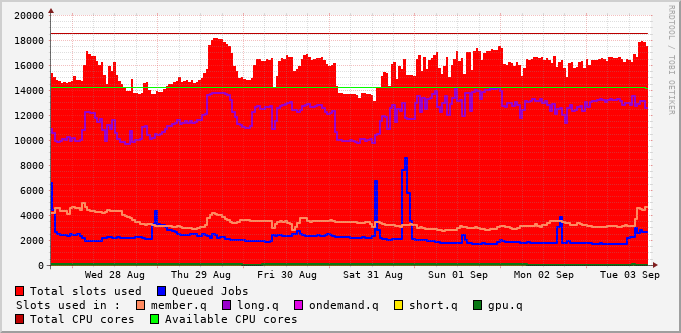 20000
18000
16000
14000
12000
10000
8000
6000
4000
2000
0
Wed 28 Aug Thu 29 Aug Fri 30 Aug Sat 31 Aug Sun 01 Sep Mon 02 Sep Tue 03 Sep
Total slots used Queued Jobs
Slots used in : member.q long.q ondemand.q short.q gpu.q
Total CPU cores Available CPU cores
RRDTOOL / TOBI OETIKER